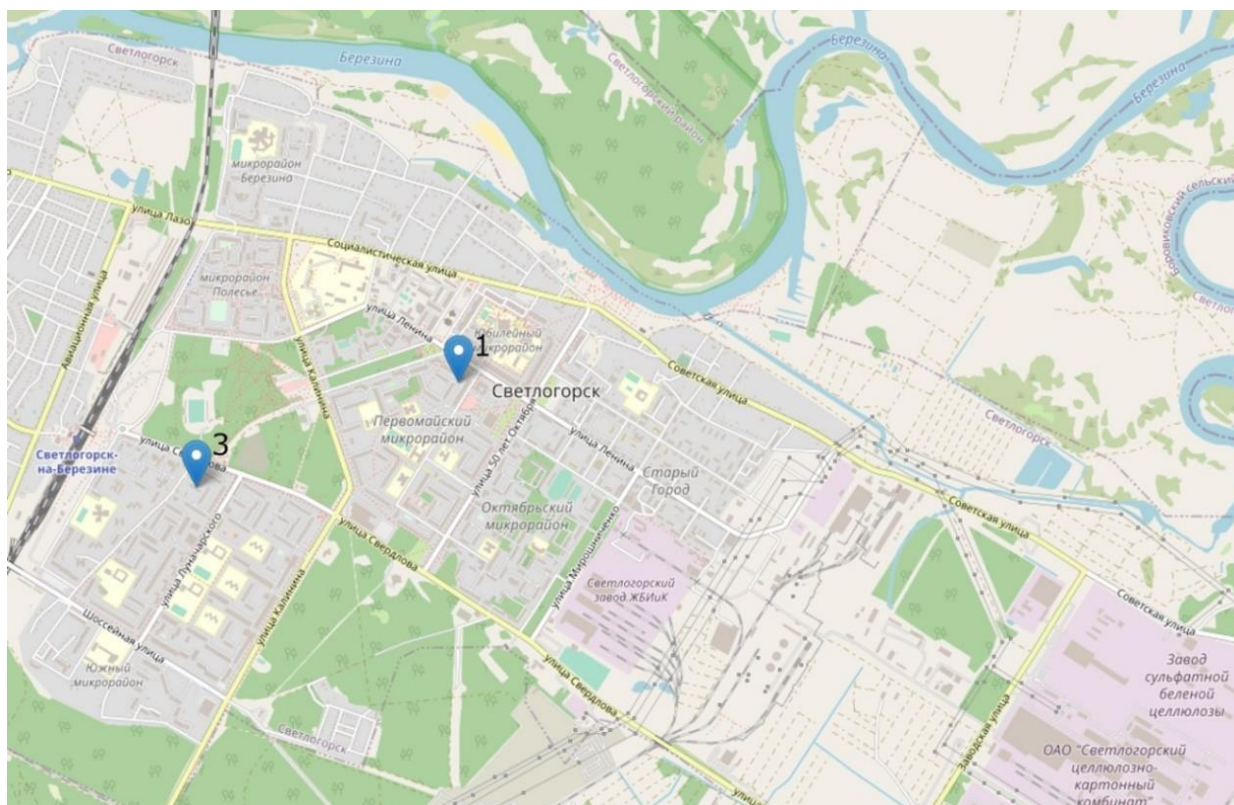 Светлогорск
Березина
Светлогорский район
Березина
Боровиковский сельский
микрорайон
Березина
улица Лазо
Социалистическая улица
микрорайон
Полесье
Авиационная улица
улица Ленина
Юбилейный
микрорайон
1
улица Калинина
Светлогорск
Советская улица
Первомайский
микрорайон
улица 50 лет Октября
Светлогорск
3
Светлогорск-
на-Березине
улица Ленина
Старый
Город
Октябрьский
микрорайон
Советская улица
улица Свердлова
улица Луначарского
улица Мирошниченко
Светлогорский
завод ЖБИиК
улица Калинина
Шоссейная улица
Советская улица
Южный
микрорайон
улица Свердлова
Завод
сульфатной
беленой
целлюлозы
Светлогорск
Заводская улица
ОАО "Светлогорский
целлюлозно-
картонный
комбинат